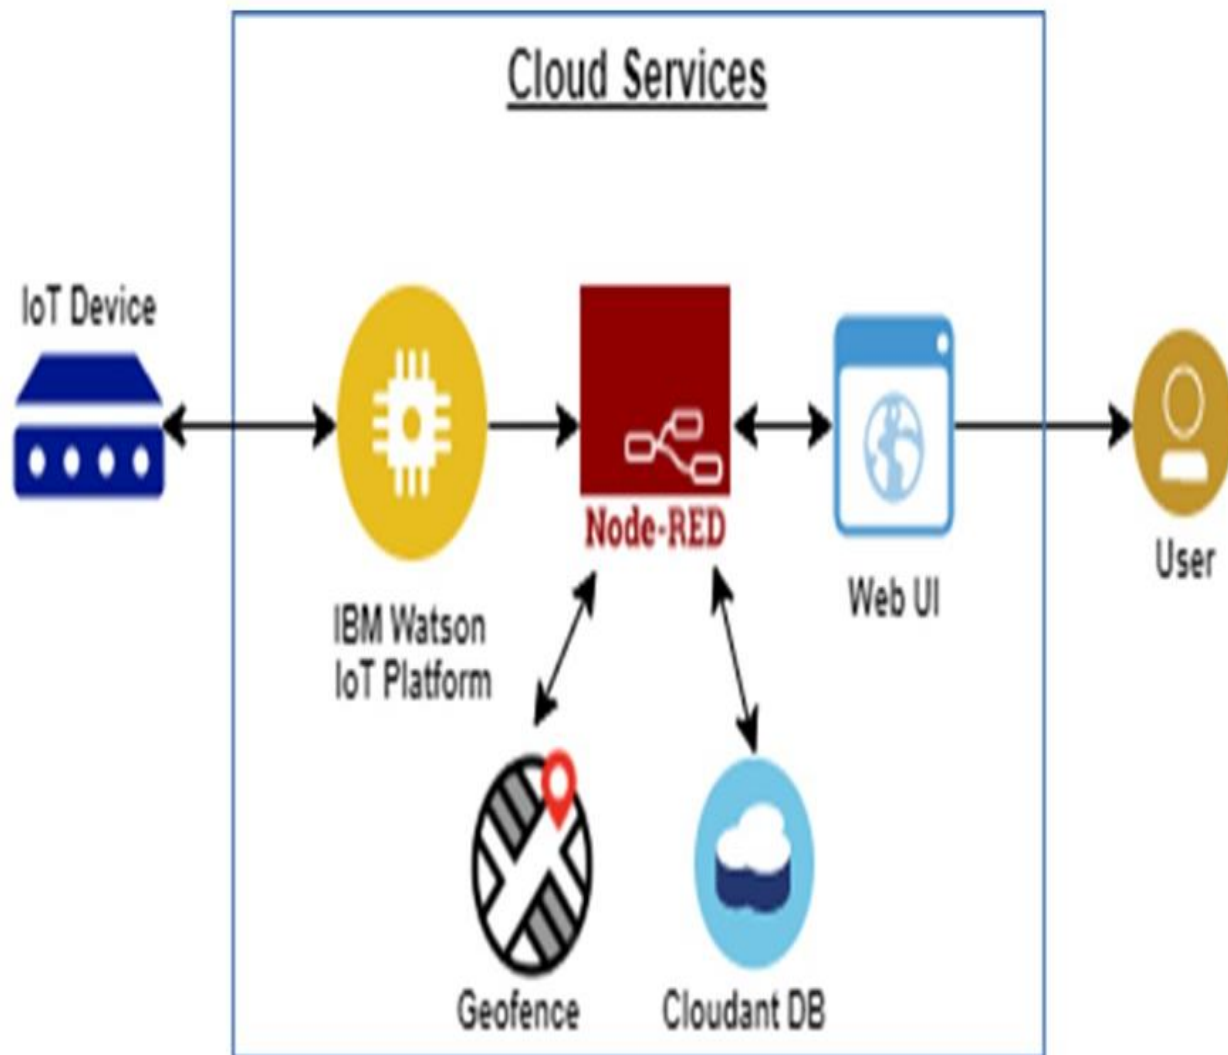 Cloud Services
IoT Device
Node-RED
Web UI
User
IBM Watson
IoT Platform
Geofence
Cloudant DB